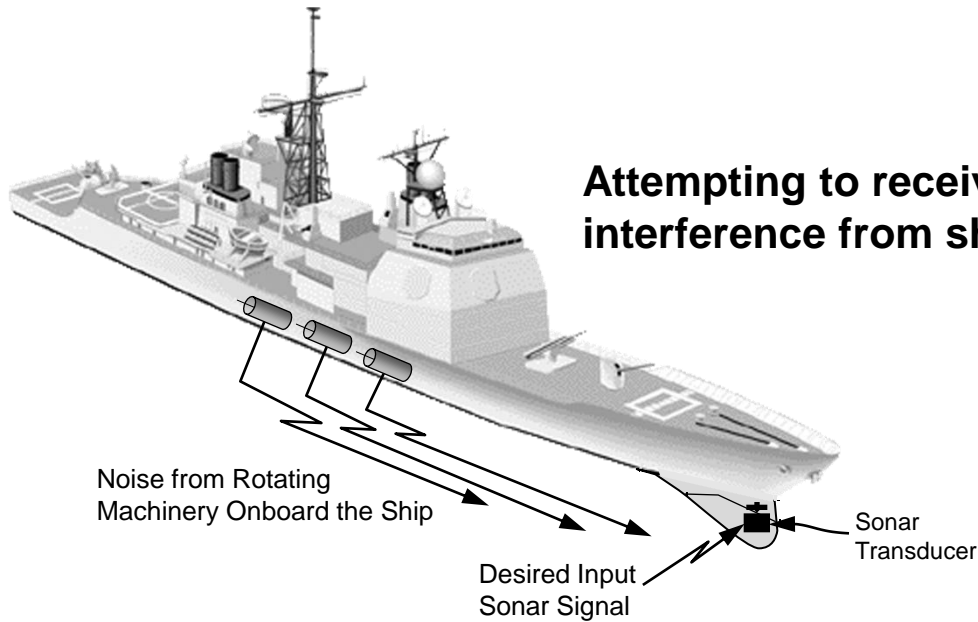 Attempting to receiv
interference from sh
Noise from Rotating
Machinery Onboard the Ship
Sonar
Transducer
Desired Input
Sonar Signal